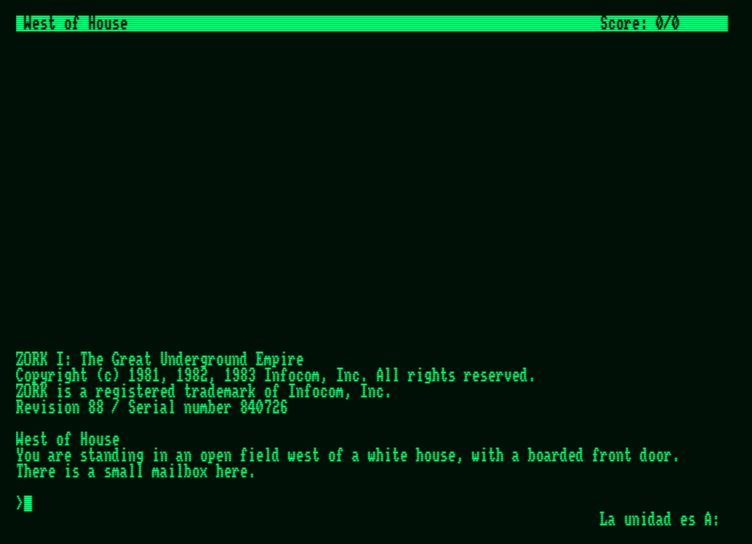 West of House Score: 0/0
ZORK I: The Great Underground Empire
Copyright (c) 1981, 1982, 1983 Infocom, Inc. All rights reserved.
ZORK is a registered trademark of Infocom, Inc.
Revision 88 / Serial number 840726
West of House
You are standing in an open field west of a white house, with a boarded front door.
There is a small mailbox here.
>
La unidad es A: